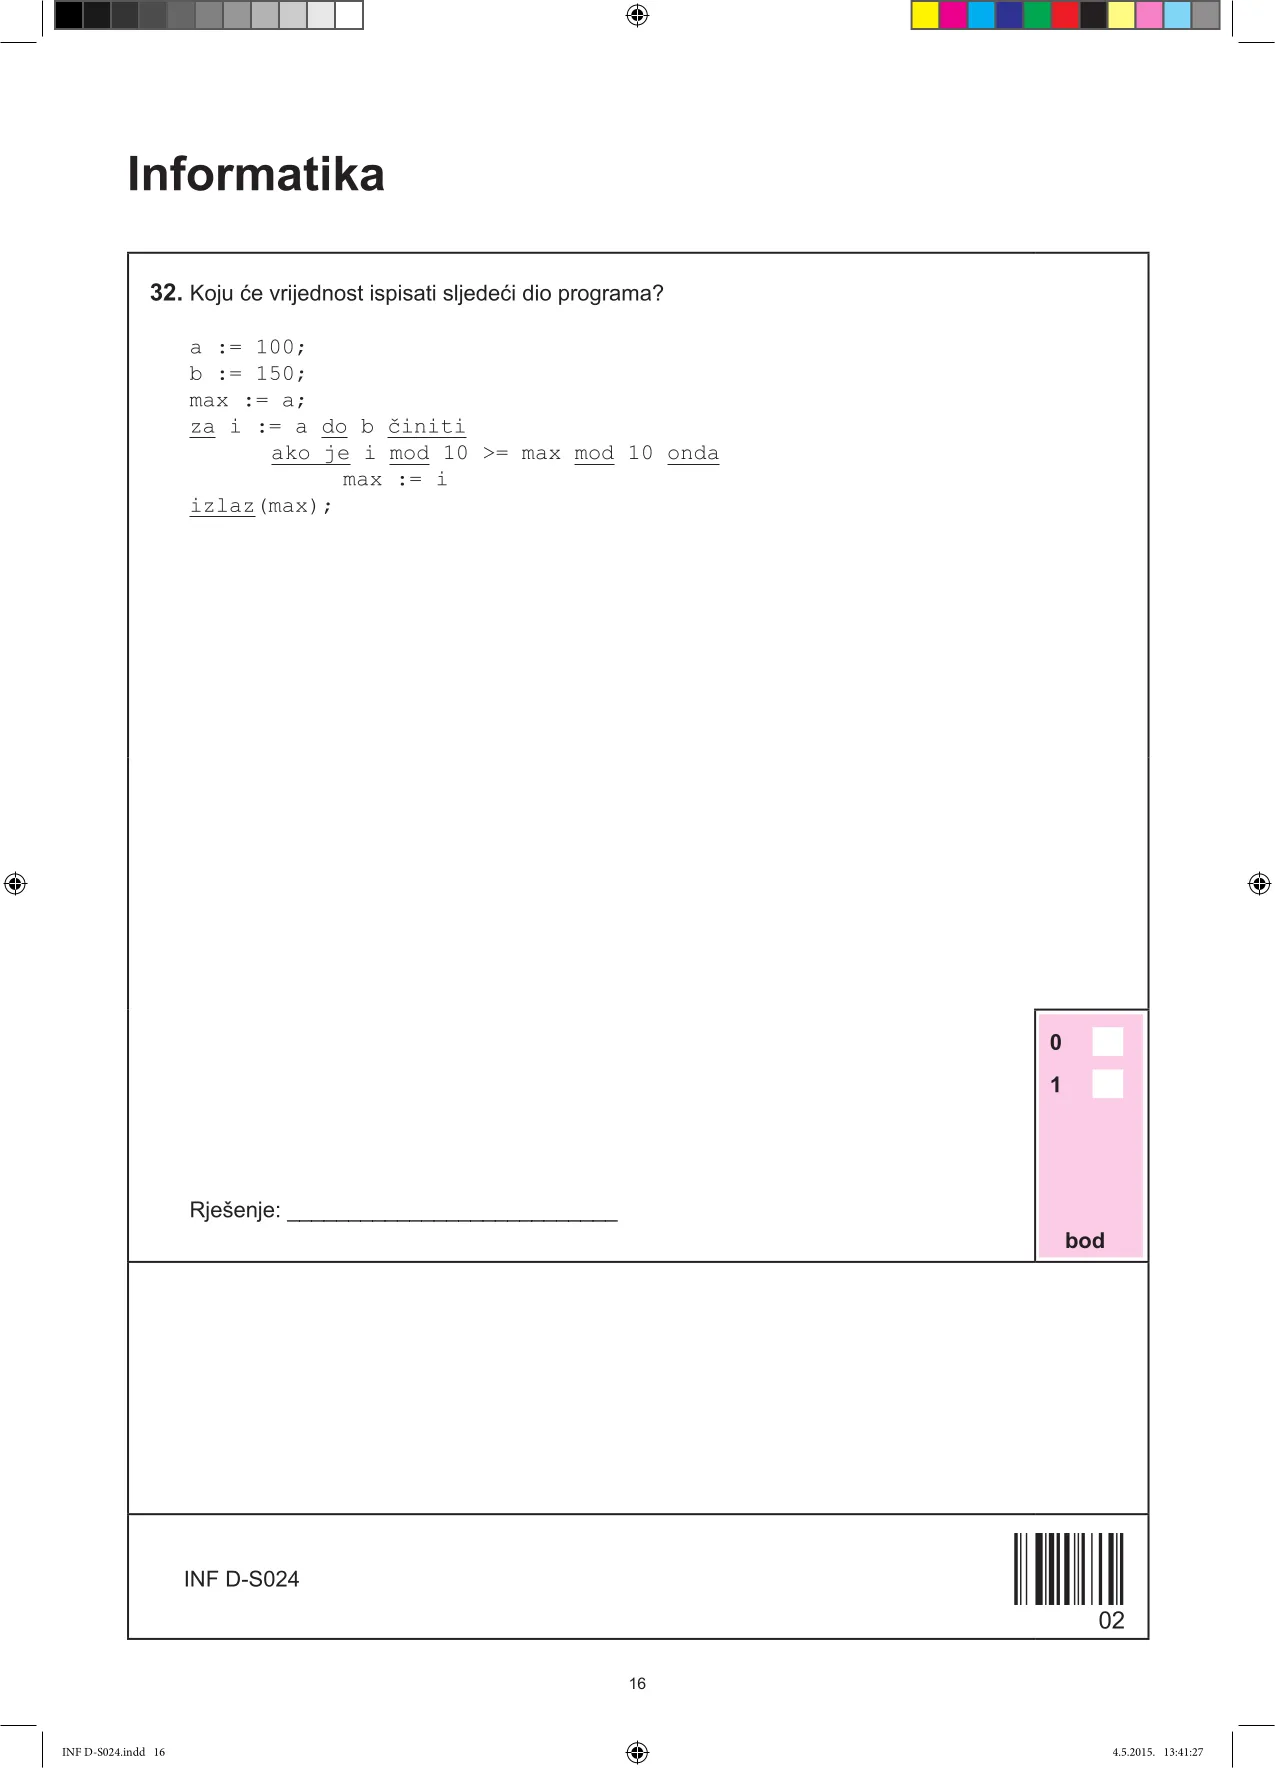 Informatika
32. Koju će vrijednost ispisati sljedeći dio programa?
a := 100;
b := 150;
max := a;
za i := a do b činiti
ako je i mod 10 >= max mod 10 onda
max := i
izlaz(max);
0
1
Rješenje: ___________________________
bod
INF D-S024
02
16
INF D-S024.indd 16
4.5.2015. 13:41:27